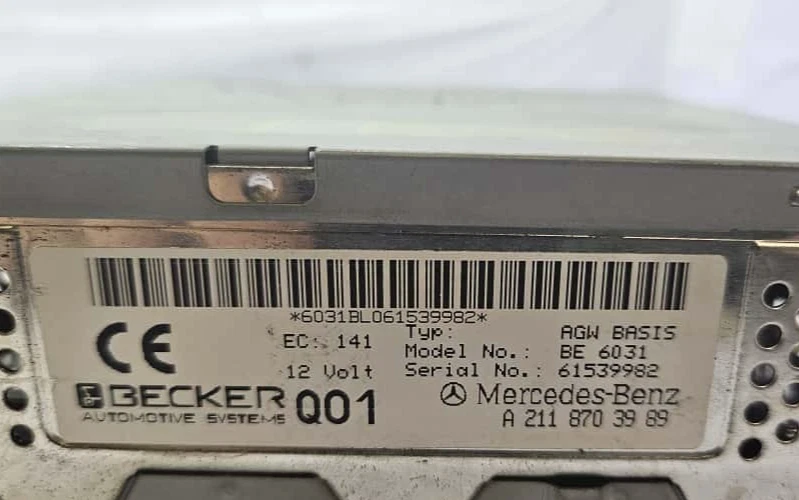 *6031BL061539982*
CE
EC: 141
12 Volt
Typ: AGW BASIS
Model No.: BE 6031
Serial No.: 61539982
BECKER
AUTOMOTIVE SYSTEMS
Q01
Mercedes-Benz
A 211 870 39 89